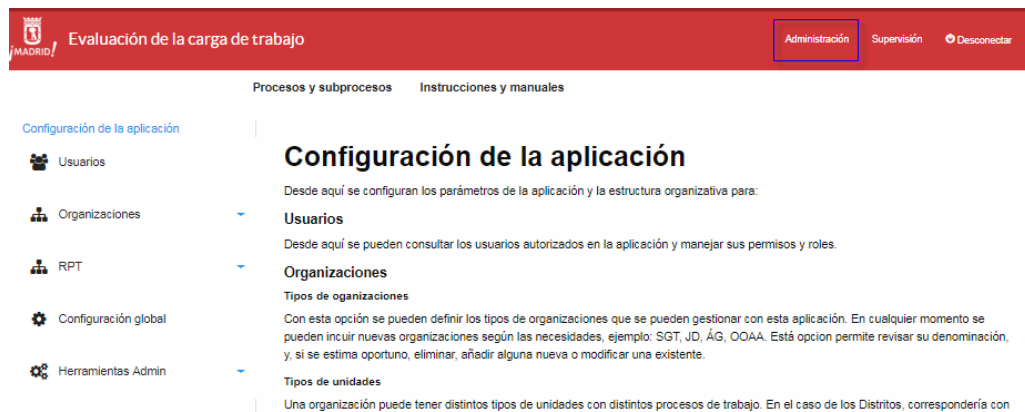 ¡MADRID!
Evaluación de la carga de trabajo
Administración
Supervisión
Desconectar
Procesos y subprocesos
Instrucciones y manuales
Configuración de la aplicación
Usuarios
Organizaciones
RPT
Configuración global
Herramientas Admin
Configuración de la aplicación
Desde aquí se configuran los parámetros de la aplicación y la estructura organizativa para:
Usuarios
Desde aquí se pueden consultar los usuarios autorizados en la aplicación y manejar sus permisos y roles.
Organizaciones
Tipos de oganizaciones
Con esta opción se pueden definir los tipos de organizaciones que se pueden gestionar con esta aplicación. En cualquier momento se
pueden incuir nuevas organizaciones según las necesidades, ejemplo: SGT, JD, ÁG, OOAA. Está opcion permite revisar su denominación,
y, si se estima oportuno, eliminar, añadir alguna nueva o modificar una existente.
Tipos de unidades
Una organización puede tener distintos tipos de unidades con distintos procesos de trabajo. En el caso de los Distritos, correspondería con